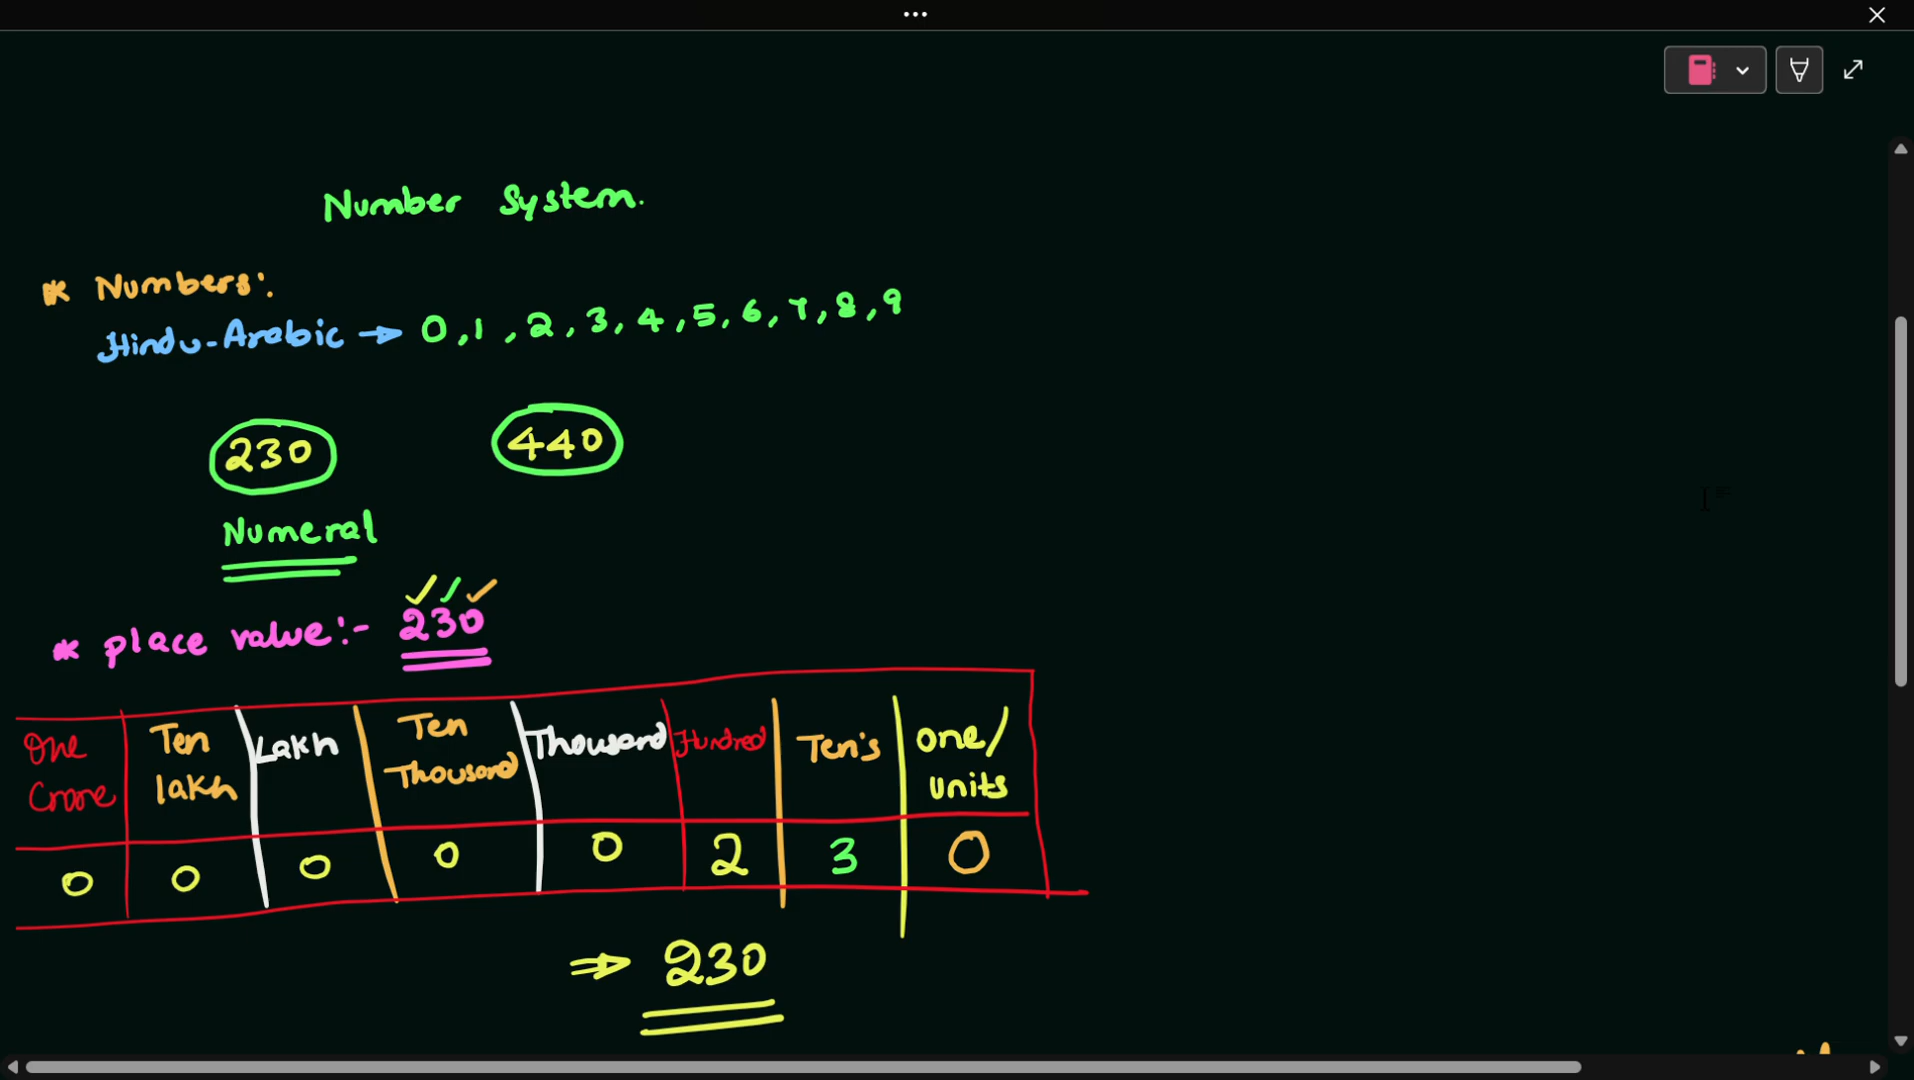 Number System.
* Numbers:
Hindu-Arabic → 0,1,2,3,4,5,6,7,8,9
230 440
Numeral
* place value:- 230
One Crore Ten lakh Lakh Ten Thousand Thousand Hundred Ten's one/units
0 0 0 0 0 2 3 0
⇒ 230